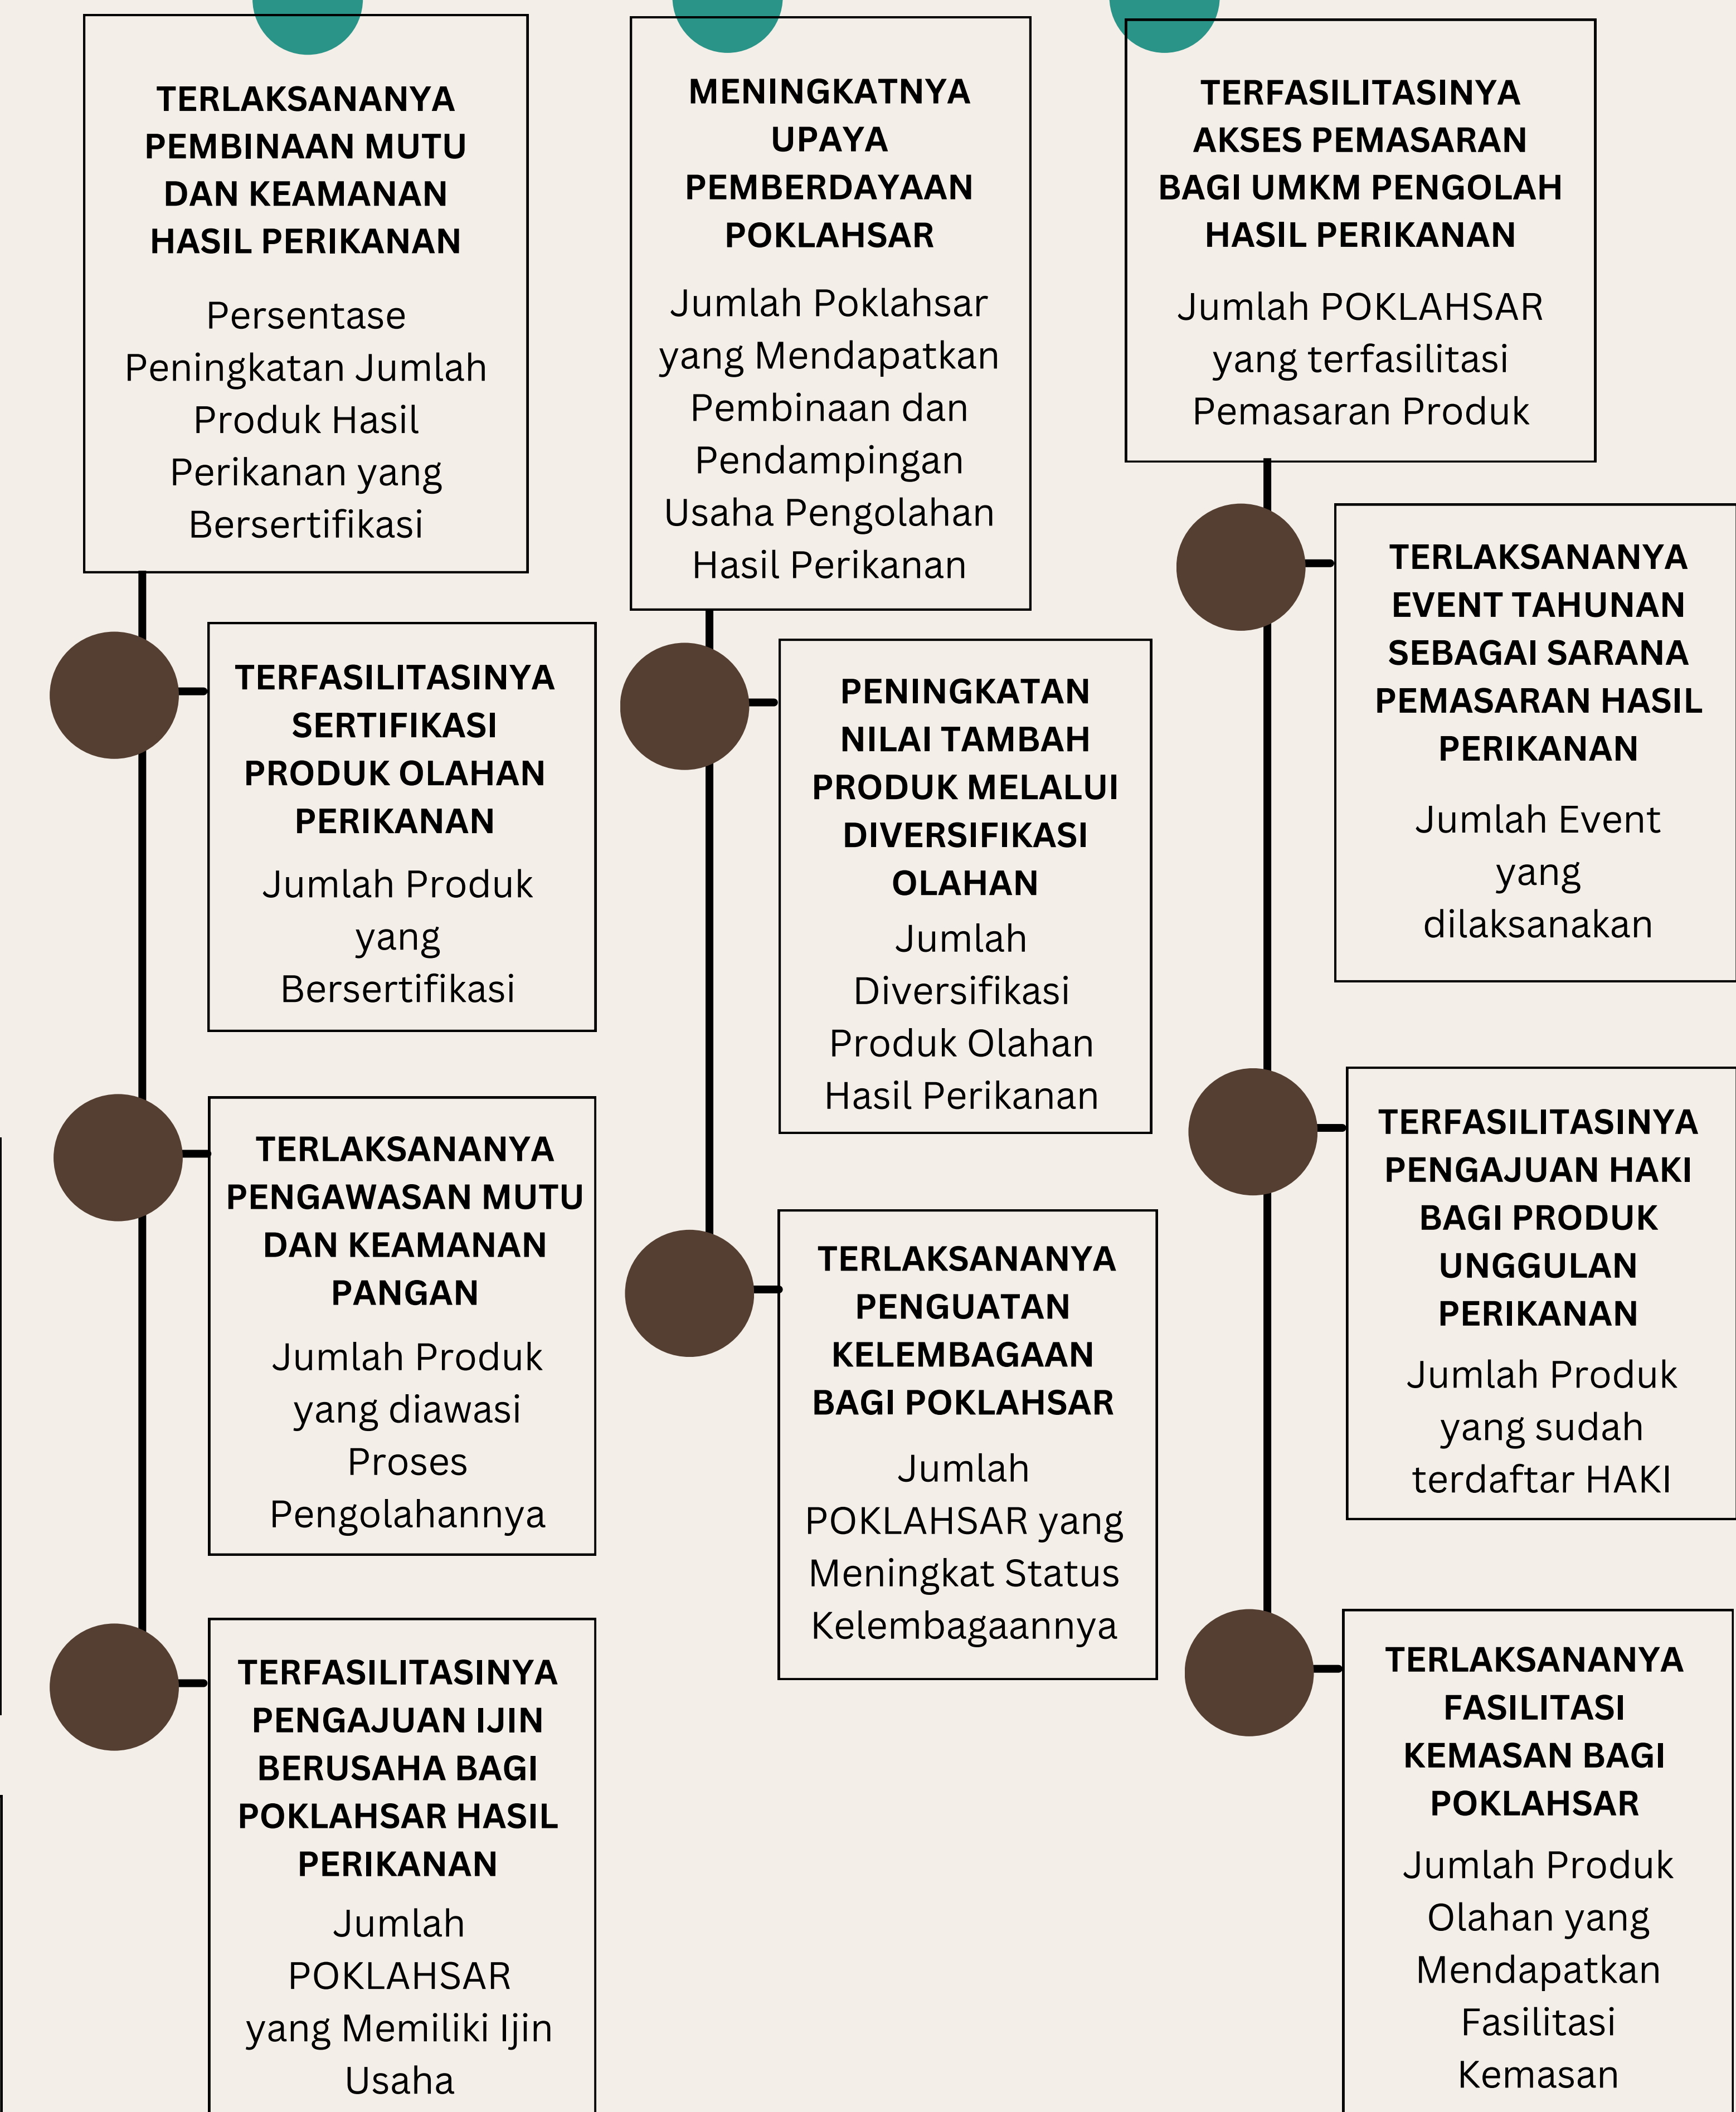 TERLAKSANANYA
PEMBINAAN MUTU
DAN KEAMANAN
HASIL PERIKANAN
Persentase
Peningkatan Jumlah
Produk Hasil
Perikanan yang
Bersertifikasi
TERFASILITASINYA
SERTIFIKASI
PRODUK OLAHAN
PERIKANAN
Jumlah Produk
yang
Bersertifikasi
TERLAKSANANYA
PENGAWASAN MUTU
DAN KEAMANAN
PANGAN
Jumlah Produk
yang diawasi
Proses
Pengolahannya
TERFASILITASINYA
PENGAJUAN IJIN
BERUSAHA BAGI
POKLAHSAR HASIL
PERIKANAN
Jumlah
POKLAHSAR
yang Memiliki Ijin
Usaha
MENINGKATNYA
UPAYA
PEMBERDAYAAN
POKLAHSAR
Jumlah Poklahsar
yang Mendapatkan
Pembinaan dan
Pendampingan
Usaha Pengolahan
Hasil Perikanan
PENINGKATAN
NILAI TAMBAH
PRODUK MELALUI
DIVERSIFIKASI
OLAHAN
Jumlah
Diversifikasi
Produk Olahan
Hasil Perikanan
TERLAKSANANYA
PENGUATAN
KELEMBAGAAN
BAGI POKLAHSAR
Jumlah
POKLAHSAR yang
Meningkat Status
Kelembagaannya
TERFASILITASINYA
AKSES PEMASARAN
BAGI UMKM PENGOLAH
HASIL PERIKANAN
Jumlah POKLAHSAR
yang terfasilitasi
Pemasaran Produk
TERLAKSANANYA
EVENT TAHUNAN
SEBAGAI SARANA
PEMASARAN HASIL
PERIKANAN
Jumlah Event
yang
dilaksanakan
TERFASILITASINYA
PENGAJUAN HAKI
BAGI PRODUK
UNGGULAN
PERIKANAN
Jumlah Produk
yang sudah
terdaftar HAKI
TERLAKSANANYA
FASILITASI
KEMASAN BAGI
POKLAHSAR
Jumlah Produk
Olahan yang
Mendapatkan
Fasilitasi
Kemasan